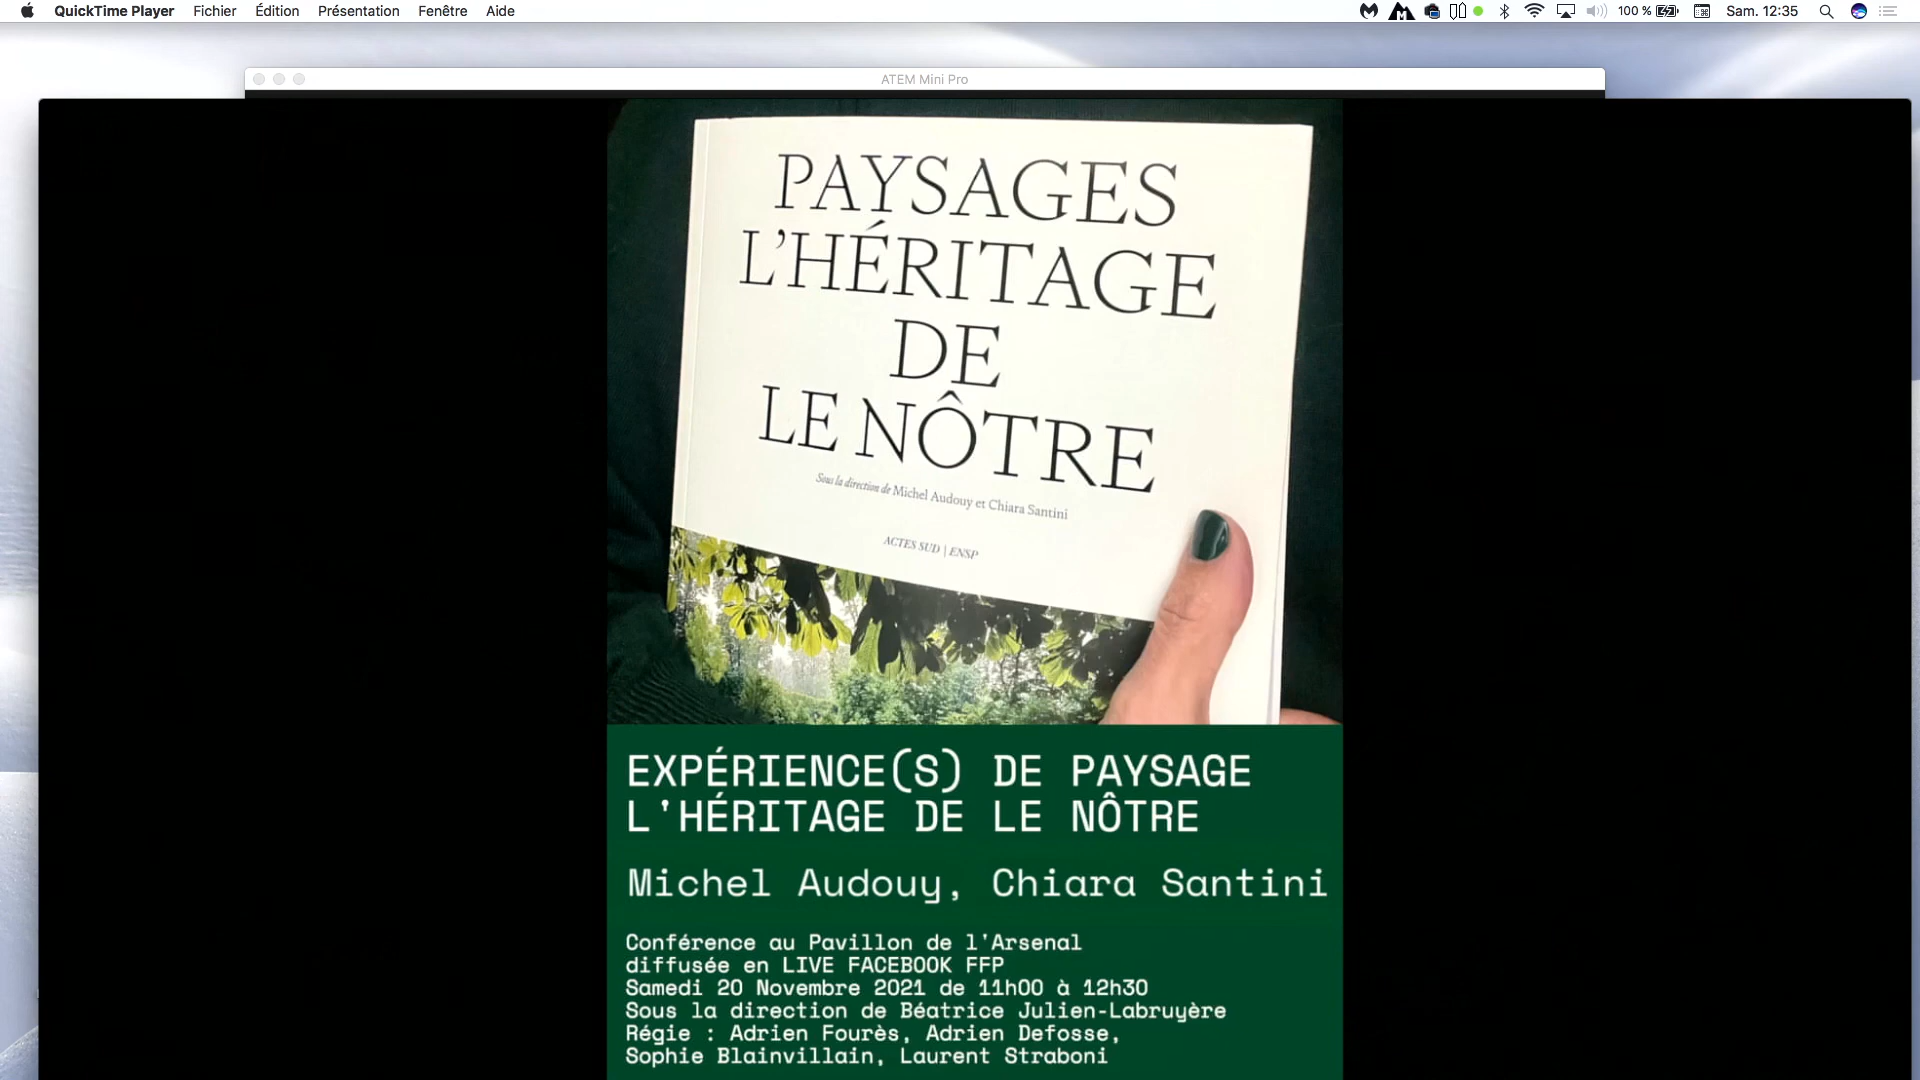 QuickTime Player Fichier Édition Présentation Fenêtre Aide 100 % Sam. 12:35
ATEM Mini Pro
PAYSAGES
L'HÉRITAGE
DE
LE NÔTRE
Sous la direction de Michel Audouy et Chiara Santini
ACTES SUD | ENSP
EXPÉRIENCE(S) DE PAYSAGE
L'HÉRITAGE DE LE NÔTRE
Michel Audouy, Chiara Santini
Conférence au Pavillon de l'Arsenal
diffusée en LIVE FACEBOOK FFP
Samedi 20 Novembre 2021 de 11h00 à 12h30
Sous la direction de Béatrice Julien-Labruyère
Régie : Adrien Fourès, Adrien Defosse,
Sophie Blainvillain, Laurent Straboni